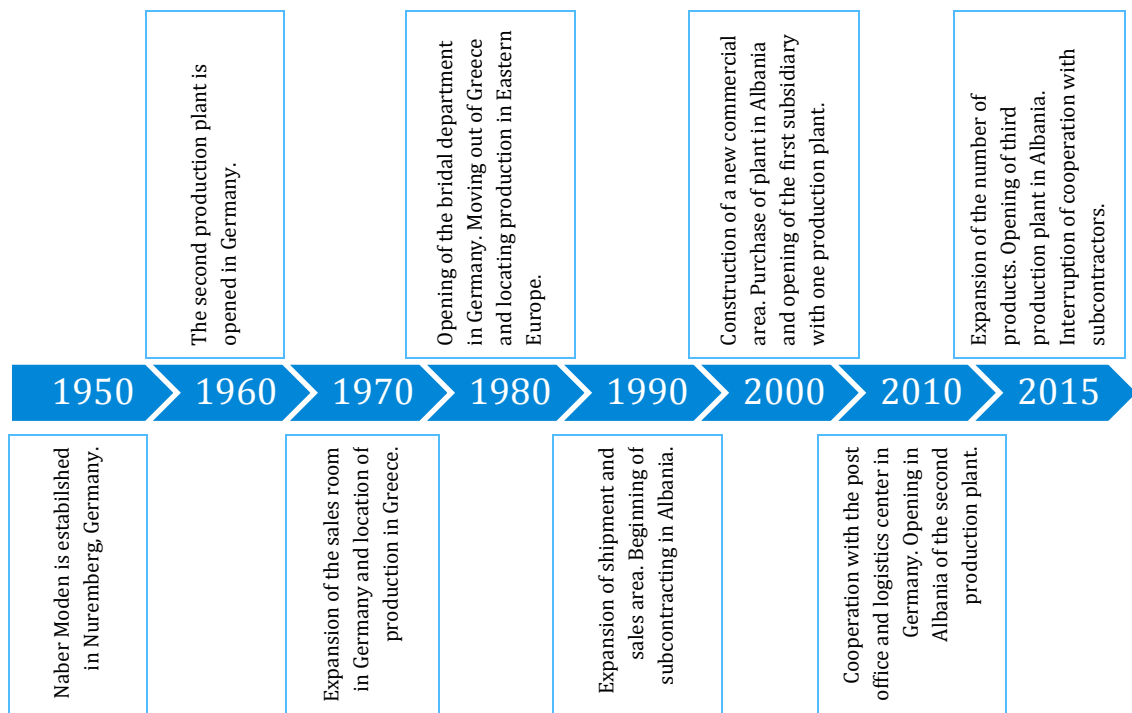 The second production plant is
opened in Germany.
Opening of the bridal department
in Germany. Moving out of Greece
and locating production in Eastern
Europe.
Construction of a new commercial
area. Purchase of plant in Albania
and opening of the first subsidiary
with one production plant.
Expansion of the number of
products. Opening of third
production plant in Albania.
Interruption of cooperation with
subcontractors.
1950
1960
1970
1980
1990
2000
2010
2015
Naber Moden is estabilshed
in Nuremberg, Germany.
Expansion of the sales room
in Germany and location of
production in Greece.
Expansion of shipment and
sales area. Beginning of
subcontracting in Albania.
Cooperation with the post
office and logistics center in
Germany. Opening in
Albania of the second
production plant.